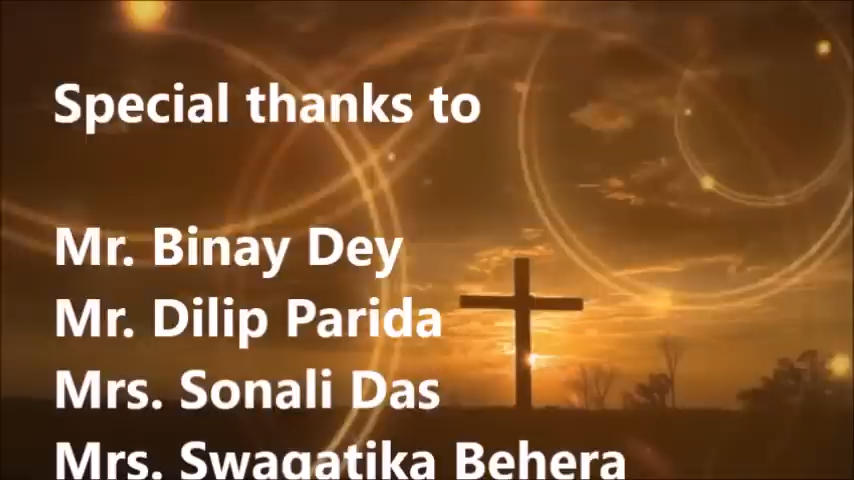 Special thanks to
Mr. Binay Dey
Mr. Dilip Parida
Mrs. Sonali Das
Mrs. Swagatika Behera